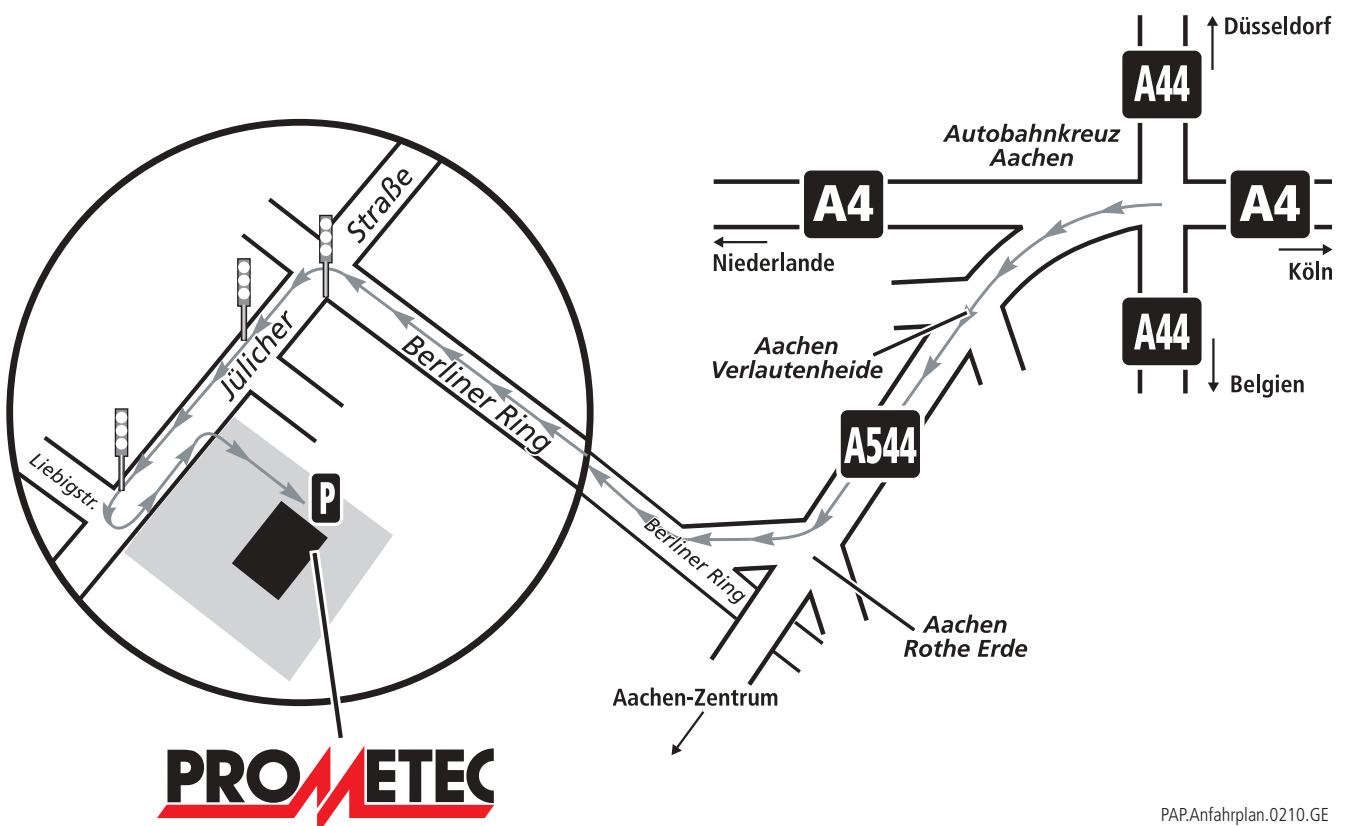 Düsseldorf
A44
Autobahnkreuz
Aachen
A4
A4
Niederlande
Köln
A44
Belgien
Aachen
Verlautenheide
A544
Straße
Jülicher
Berliner Ring
Liebigstr.
P
Berliner Ring
Aachen
Rothe Erde
Aachen-Zentrum
PROMETEC
PAP.Anfahrplan.0210.GE